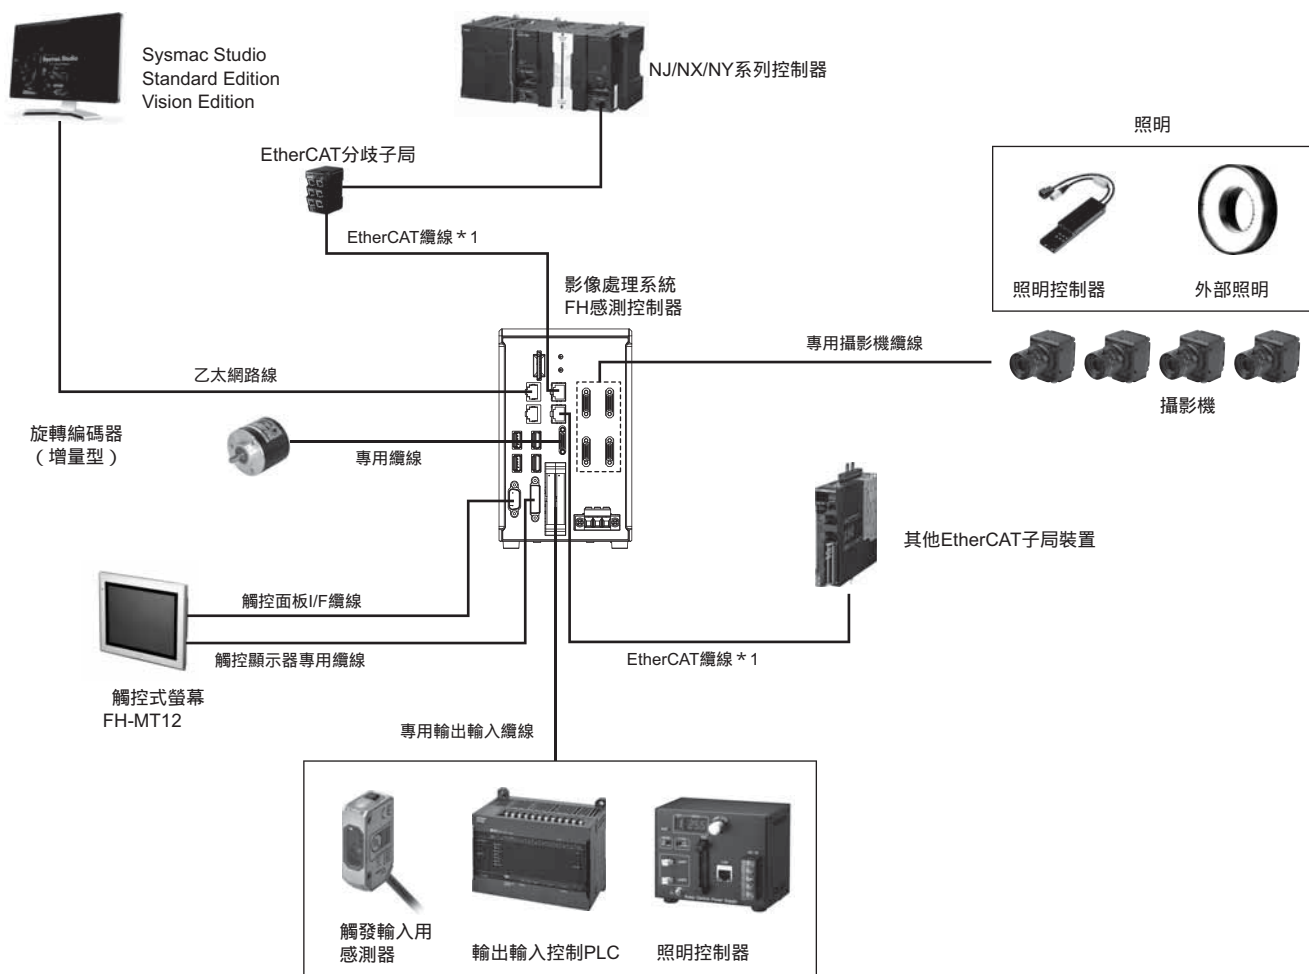 Sysmac Studio
Standard Edition
Vision Edition
NJ/NX/NY系列控制器
EtherCAT分歧子局
照明
EtherCAT纜線＊1
影像處理系統
FH感測控制器
照明控制器
外部照明
專用攝影機纜線
乙太網路線
攝影機
旋轉編碼器
（增量型）
專用纜線
其他EtherCAT子局裝置
觸控面板I/F纜線
觸控顯示器專用纜線
EtherCAT纜線＊1
觸控式螢幕
FH-MT12
專用輸出輸入纜線
觸發輸入用
感測器
輸出輸入控制PLC
照明控制器